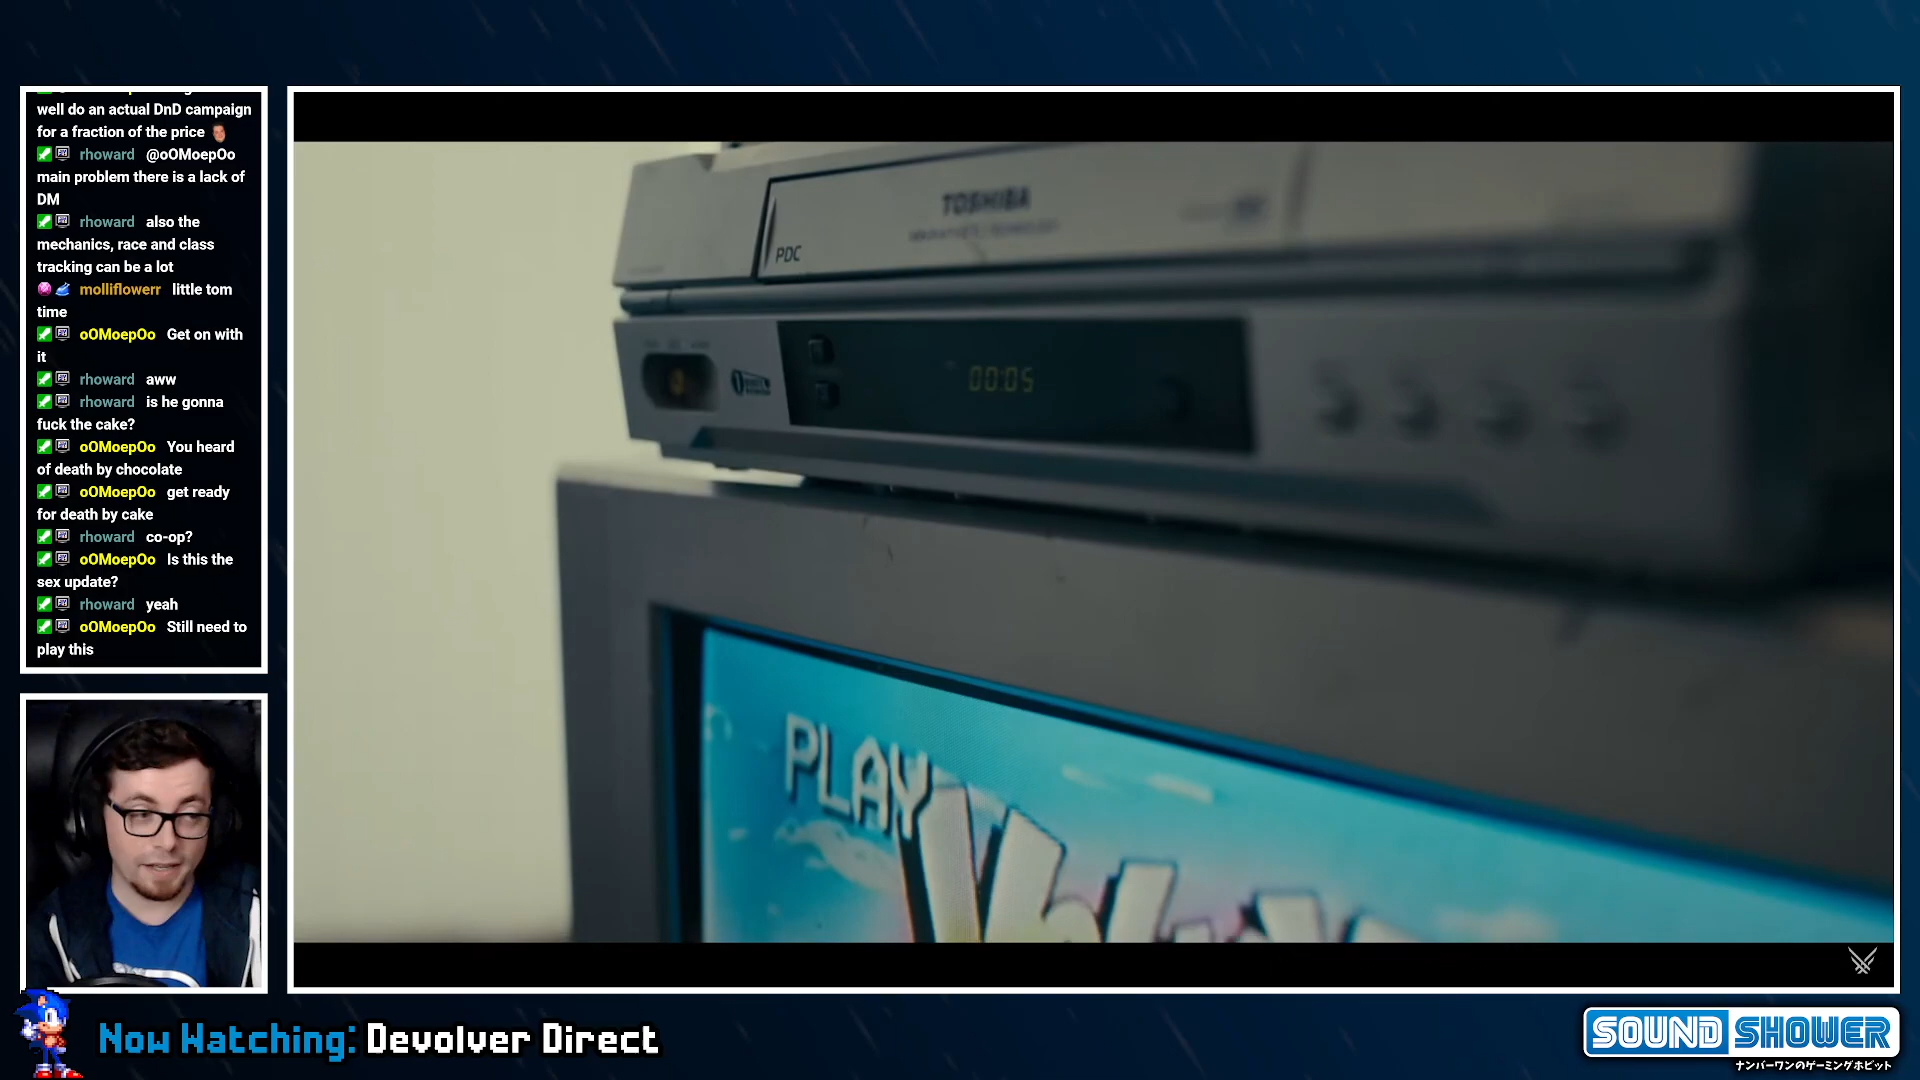 well do an actual DnD campaign
for a fraction of the price
rhoward @oOMoepOo
main problem there is a lack of
DM
rhoward also the
mechanics, race and class
tracking can be a lot
molliflowerr little tom
time
oOMoepOo Get on with
it
rhoward aww
rhoward is he gonna
fuck the cake?
oOMoepOo You heard
of death by chocolate
oOMoepOo get ready
for death by cake
rhoward co-op?
oOMoepOo Is this the
sex update?
rhoward yeah
oOMoepOo Still need to
play this
TOSHIBA
PDC
00:05
PLAY
Now Watching: Devolver Direct
SOUND SHOWER
ナンバーワンのゲーミングホビット